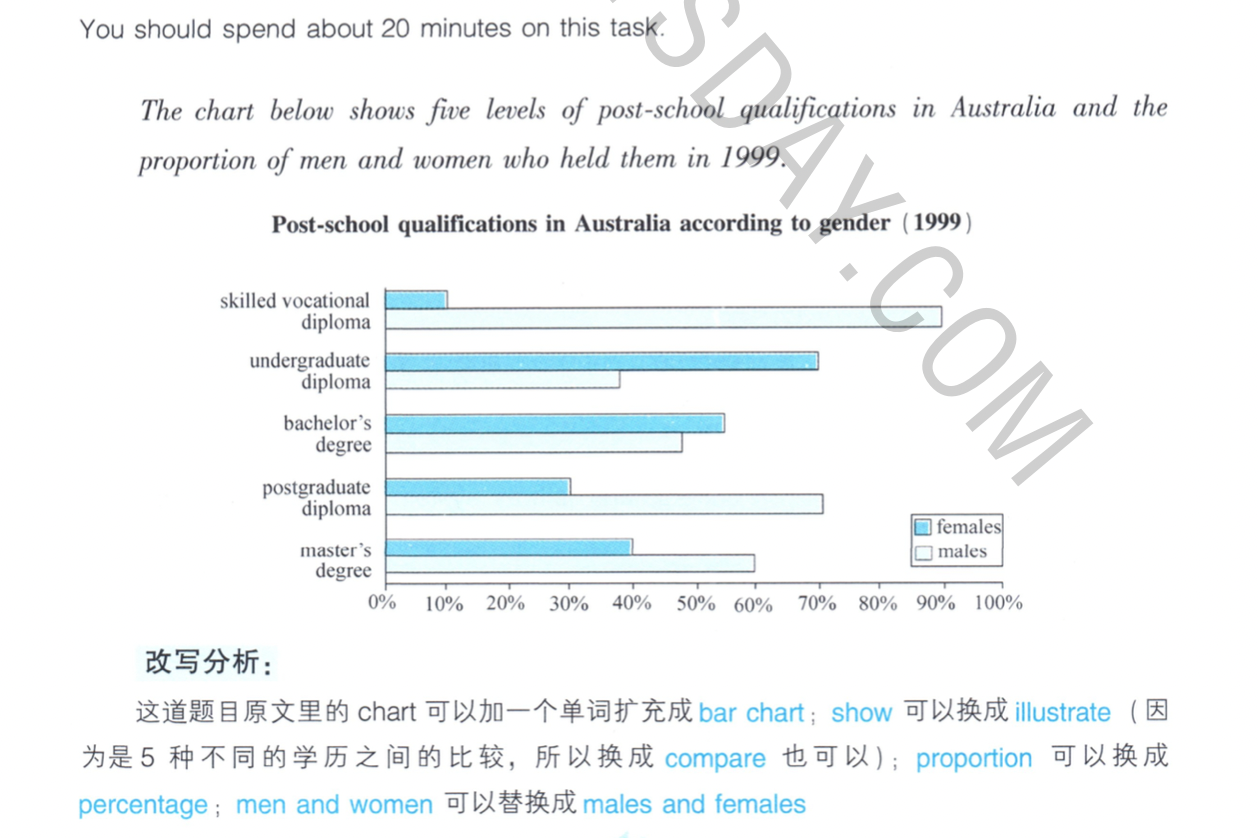 You should spend about 20 minutes on this task.
The chart below shows five levels of post-school qualifications in Australia and the
proportion of men and women who held them in 1999.
Post-school qualifications in Australia according to gender (1999)
skilled vocational
diploma
undergraduate
diploma
bachelor's
degree
postgraduate
diploma
master's
degree
females
males
0% 10% 20% 30% 40% 50% 60% 70% 80% 90% 100%
改写分析:
这道题目原文里的 chart 可以加一个单词扩充成 bar chart; show 可以换成 illustrate (因
为是 5 种不同的学历之间的比较,所以换成 compare 也可以); proportion 可以换成
percentage; men and women 可以替换成 males and females
SDAY.COM